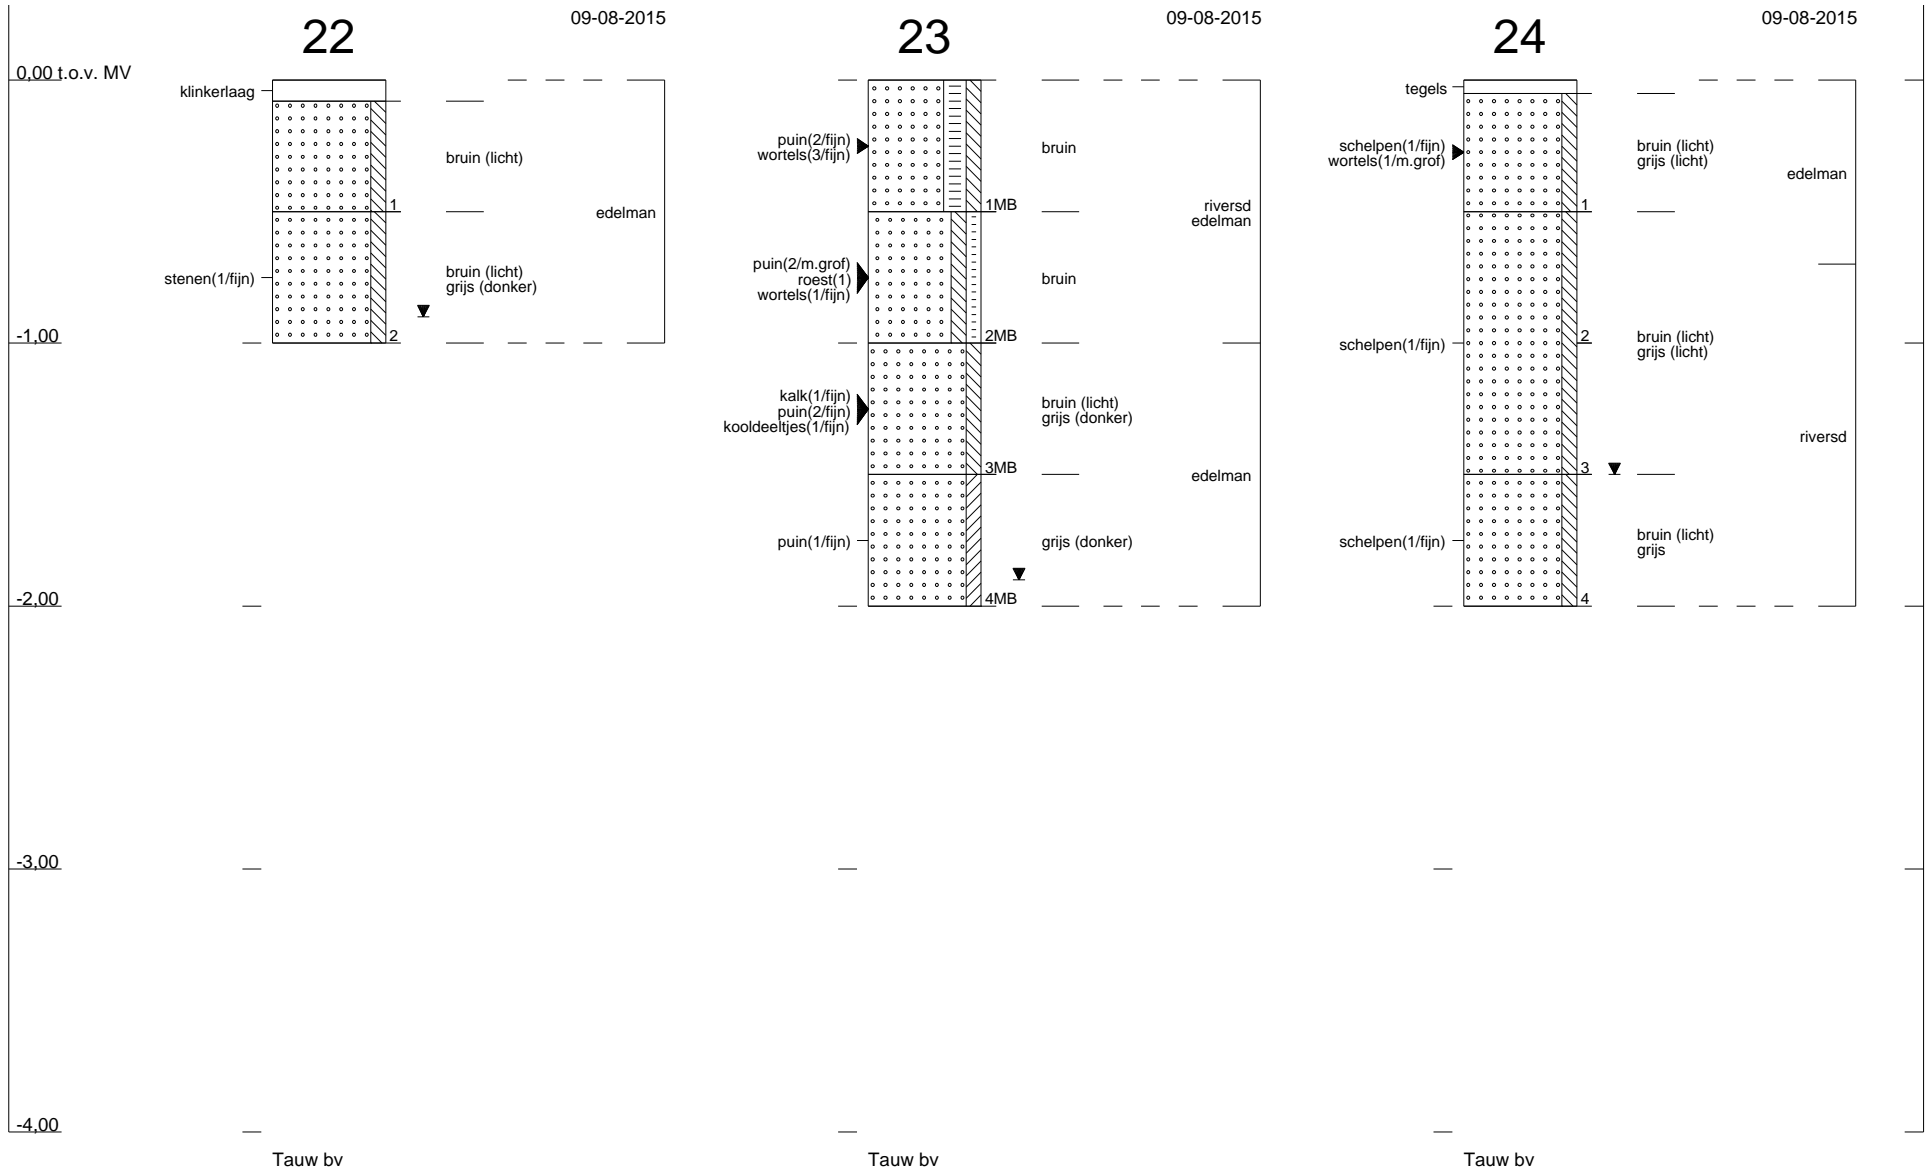 22
09-08-2015
23
09-08-2015
24
09-08-2015
0,00 t.o.v. MV
-1,00
-2,00
-3,00
-4,00
klinkerlaag
bruin (licht)
1
edelman
stenen(1/fijn)
bruin (licht)
grijs (donker)
2
Tauw bv
puin(2/fijn)
wortels(3/fijn)
bruin
1MB
riversd
edelman
puin(2/m.grof)
roest(1)
wortels(1/fijn)
bruin
2MB
kalk(1/fijn)
puin(2/fijn)
kooldeeltjes(1/fijn)
bruin (licht)
grijs (donker)
3MB
edelman
puin(1/fijn)
grijs (donker)
4MB
Tauw bv
tegels
schelpen(1/fijn)
wortels(1/m.grof)
bruin (licht)
grijs (licht)
edelman
1
schelpen(1/fijn)
2
bruin (licht)
grijs (licht)
riversd
3
schelpen(1/fijn)
bruin (licht)
grijs
4
Tauw bv